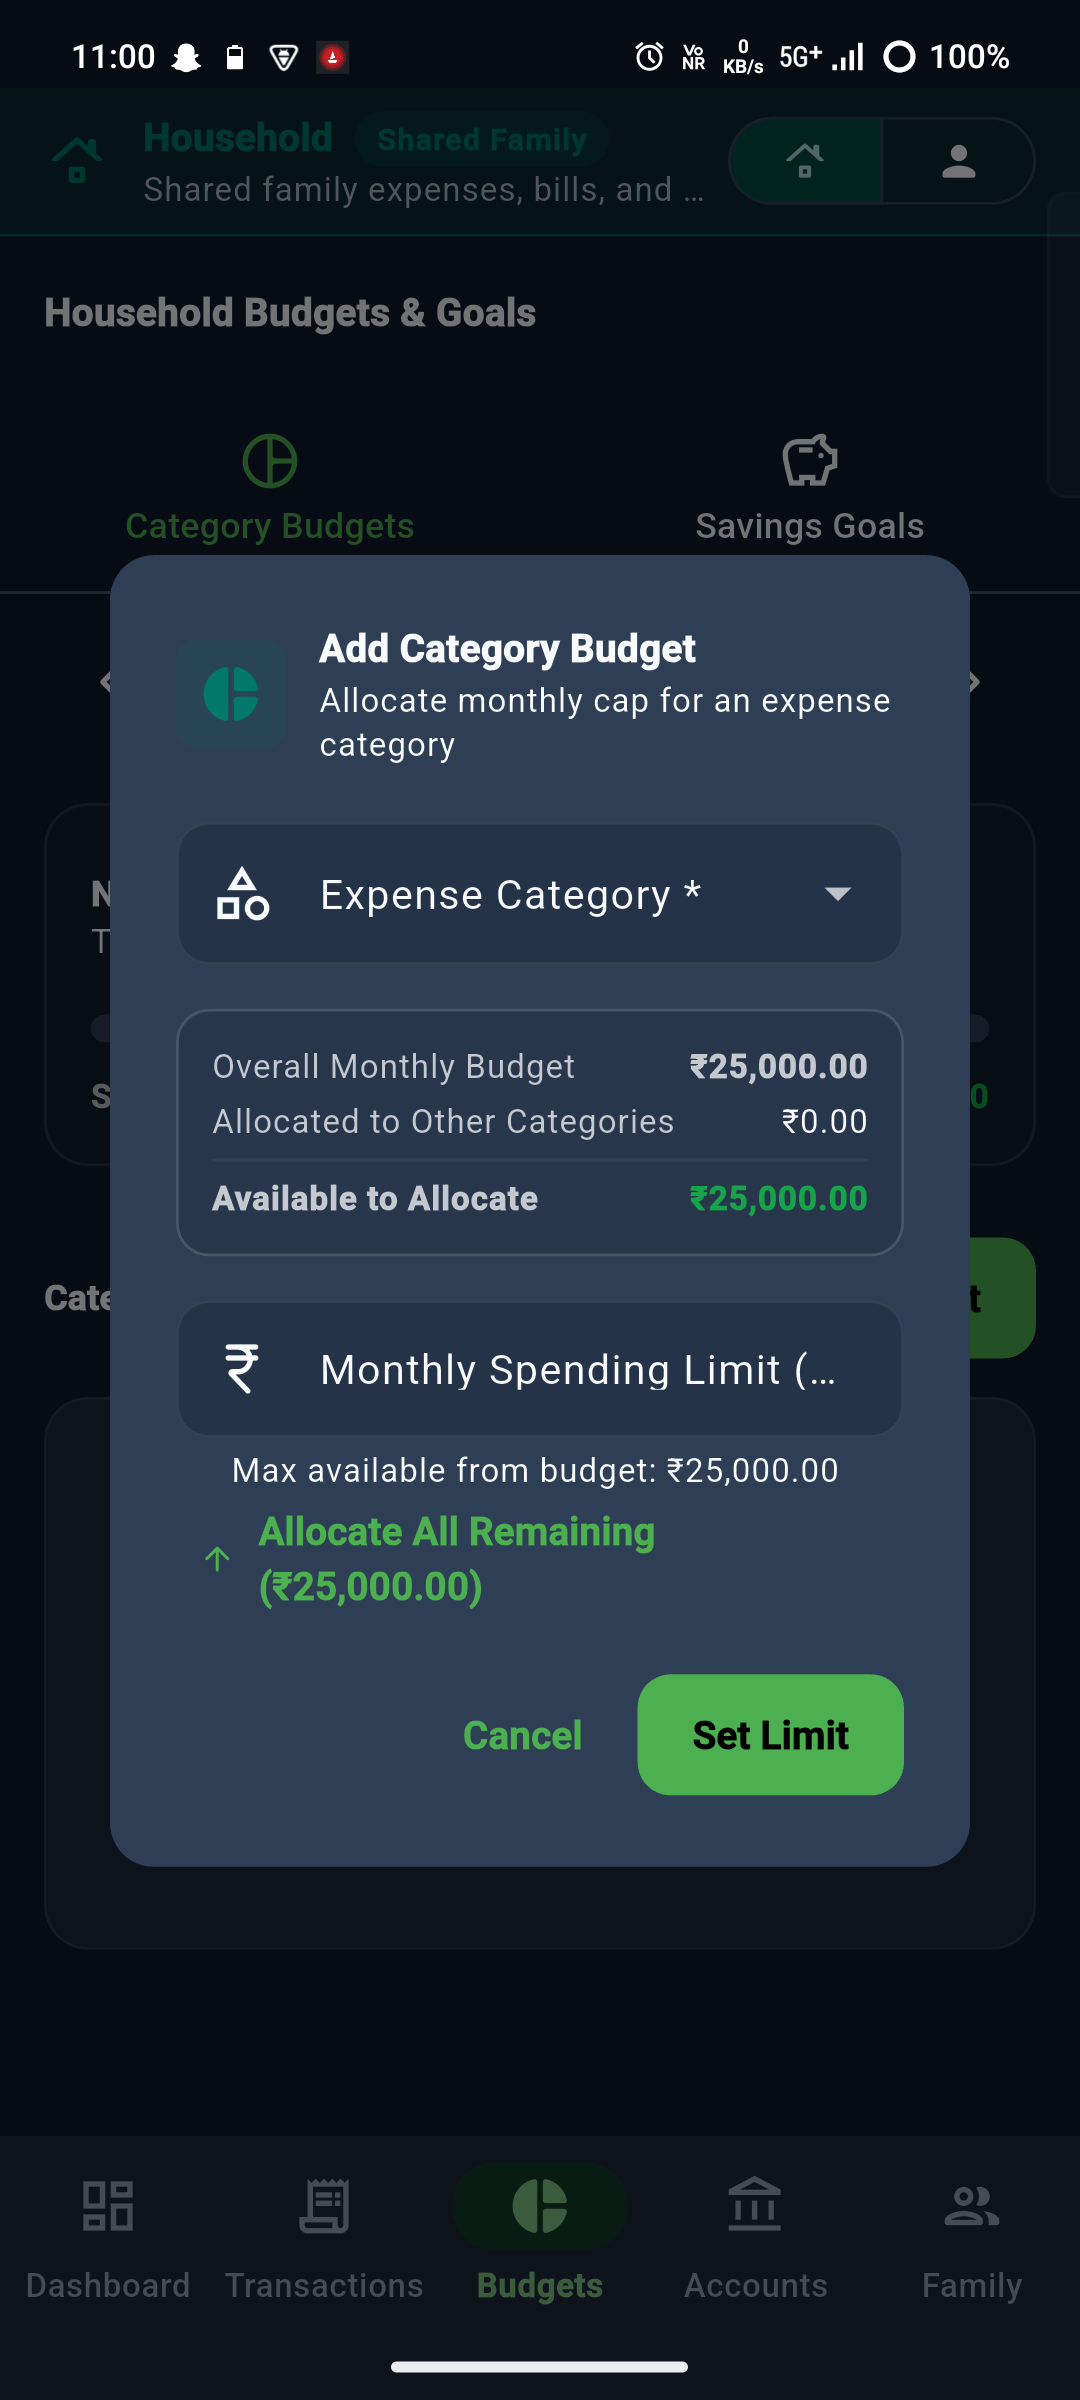 11:00
Vo
NR
0
KB/s
5G+
100%
Household
Shared Family
Shared family expenses, bills, and ...
Household Budgets & Goals
Category Budgets
Savings Goals
Add Category Budget
Allocate monthly cap for an expense
category
Expense Category *
Overall Monthly Budget ₹25,000.00
Allocated to Other Categories ₹0.00
Available to Allocate ₹25,000.00
Monthly Spending Limit (...
Max available from budget: ₹25,000.00
Allocate All Remaining
(₹25,000.00)
Cancel
Set Limit
Dashboard
Transactions
Budgets
Accounts
Family